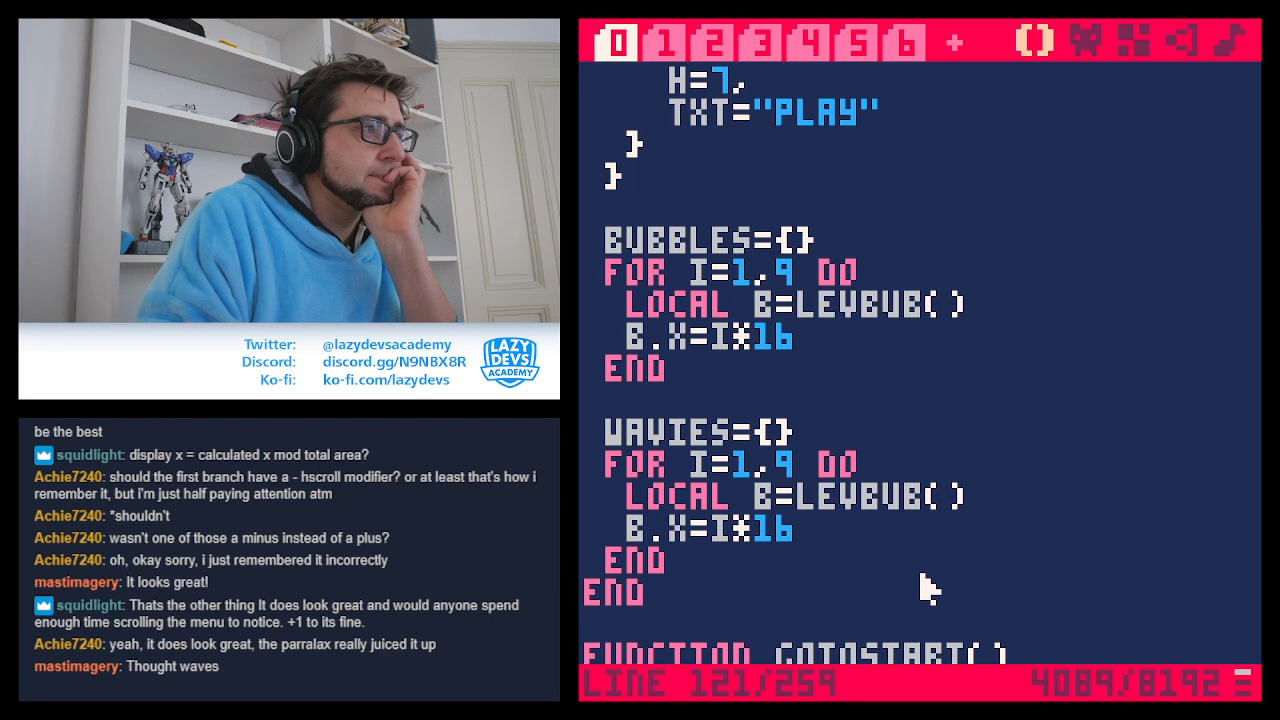 Twitter: @lazydevsacademy
Discord: discord.gg/N9NBX8R
Ko-fi: ko-fi.com/lazydevs
LAZY
DEVS
ACADEMY
be the best
squidlight: display x = calculated x mod total area?
Achie7240: should the first branch have a - hscroll modifier? or at least that's how i
remember it, but i'm just half paying attention atm
Achie7240: *shouldn't
Achie7240: wasn't one of those a minus instead of a plus?
Achie7240: oh, okay sorry, i just remembered it incorrectly
mastimagery: It looks great!
squidlight: Thats the other thing It does look great and would anyone spend
enough time scrolling the menu to notice. +1 to its fine.
Achie7240: yeah, it does look great, the parralax really juiced it up
mastimagery: Thought waves
0 1 2 3 4 5 6 +
H=7,
TXT="PLAY"
}
}
BUBBLES={}
FOR I=1,9 DO
LOCAL B=LEVBUB()
B.X=I*16
END
WAVIES={}
FOR I=1,9 DO
LOCAL B=LEVBUB()
B.X=I*16
END
END
FUNCTION GOTOSTART()
LINE 121/259 4089/8192